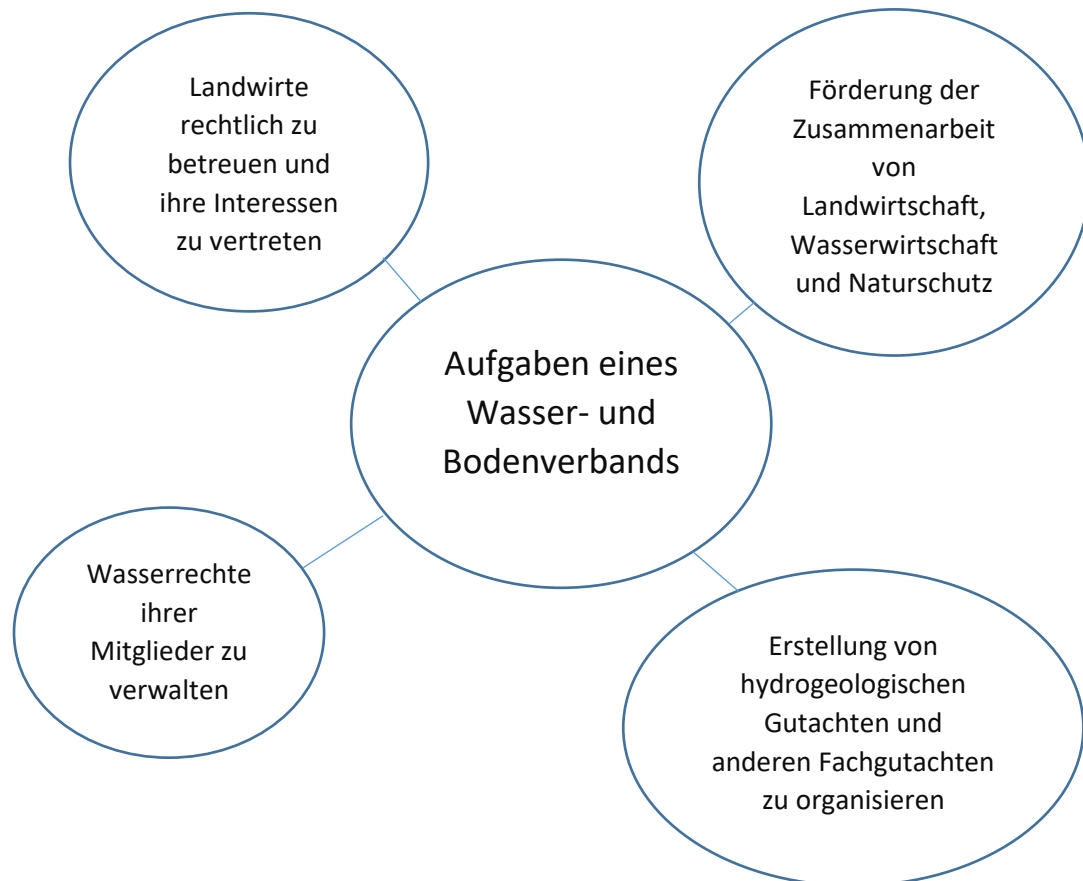 Landwirte
rechtlich zu
betreuen und
ihre Interessen
zu vertreten
Förderung der
Zusammenarbeit
von
Landwirtschaft,
Wasserwirtschaft
und Naturschutz
Aufgaben eines
Wasser- und
Bodenverbands
Wasserrechte
ihrer
Mitglieder zu
verwalten
Erstellung von
hydrogeologischen
Gutachten und
anderen Fachgutachten
zu organisieren